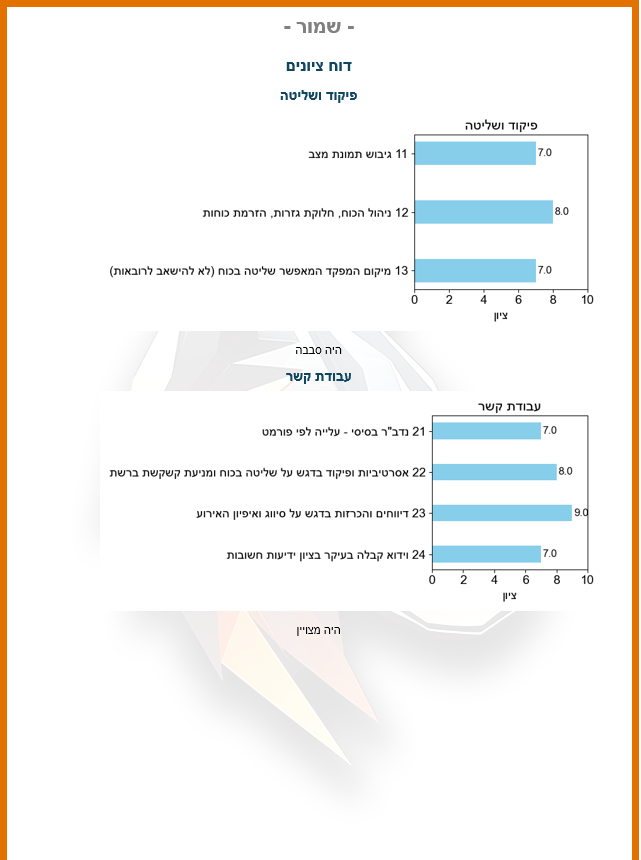 - שמור -
דוח ציונים
פיקוד ושליטה
פיקוד ושליטה
11 גיבוש תמונת מצב
7.0
12 ניהול הכוח, חלוקת גזרות, הזרמת כוחות
8.0
13 מיקום המפקד המאפשר שליטה בכוח (לא להישאב לרובאות)
7.0
0 2 4 6 8 10
ציון
היה סבבה
עבודת קשר
עבודת קשר
21 נדב"ר בסיסי - עלייה לפי פורמט
7.0
22 אסרטיביות ופיקוד בדגש על שליטה בכוח ומניעת קשקשת ברשת
8.0
23 דיווחים והכרזות בדגש על סיווג ואיפיון האירוע
9.0
24 וידוא קבלה בעיקר בציון ידיעות חשובות
7.0
0 2 4 6 8 10
ציון
היה מצויין